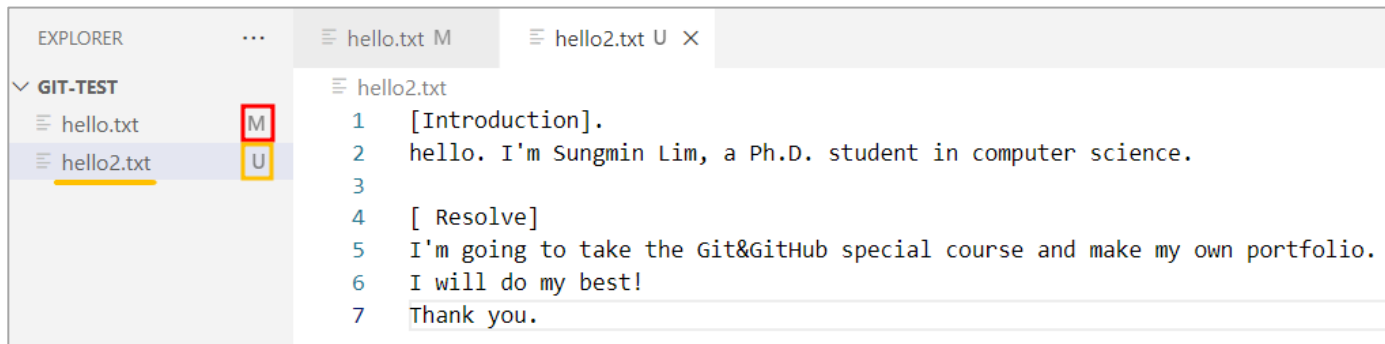 EXPLORER ...
hello.txt M
hello2.txt U ×
GIT-TEST
hello.txt M
hello2.txt U
hello2.txt
1 [Introduction].
2 hello. I'm Sungmin Lim, a Ph.D. student in computer science.
3
4 [ Resolve]
5 I'm going to take the Git&GitHub special course and make my own portfolio.
6 I will do my best!
7 Thank you.